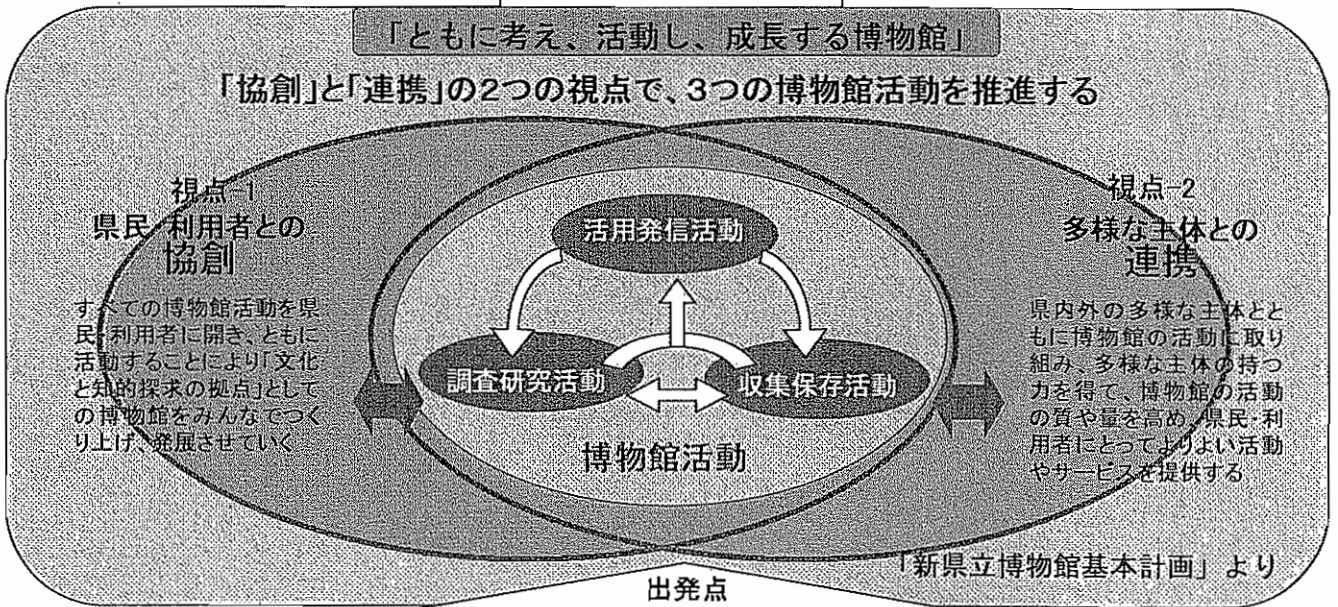 「ともに考え、活動し、成長する博物館」
「協創」と「連携」の2つの視点で、3つの博物館活動を推進する
視点-1
県民・利用者との
協創
すべての博物館活動を県
民・利用者に開き、ともに
活動することにより「文化
と知的探求の拠点」として
の博物館をみんなでつく
り上げ、発展させていく
活用発信活動
調査研究活動
収集保存活動
博物館活動
視点-2
多様な主体との
連携
県内外の多様な主体とと
もに博物館の活動に取り
組み、多様な主体の持つ
力を得て、博物館の活動
の質や量を高め、県民・利
用者にとってよりよい活動
やサービスを提供する
「新県立博物館基本計画」より
出発点